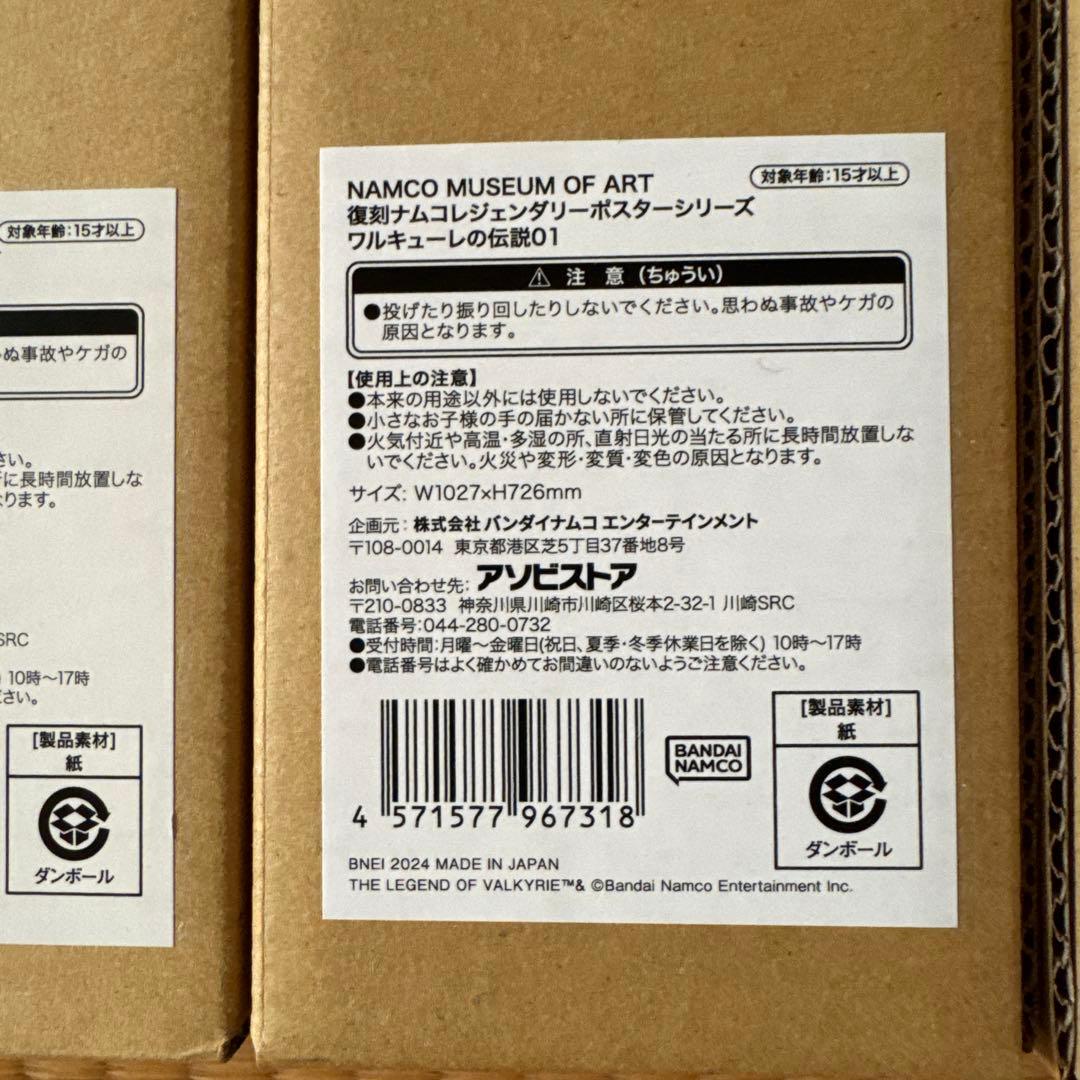 対象年齢:15才以上
ぬ事故やケガの
さい。
に長時間放置しな
ります。
SRC
10時～17時
ださい。
[製品素材]
紙
ダンボール
NAMCO MUSEUM OF ART
対象年齢:15才以上
復刻ナムコレジェンダリーポスターシリーズ
ワルキューレの伝説01
⚠ 注 意 (ちゅうい)
●投げたり振り回したりしないでください。思わぬ事故やケガの
原因となります。
【使用上の注意】
●本来の用途以外には使用しないでください。
●小さなお子様の手の届かない所に保管してください。
●火気付近や高温・多湿の所、直射日光の当たる所に長時間放置しな
いでください。火災や変形・変質・変色の原因となります。
サイズ: W1027×H726mm
企画元: 株式会社 バンダイナムコ エンターテインメント
〒108-0014 東京都港区芝5丁目37番地8号
お問い合わせ先: アソビストア
〒210-0833 神奈川県川崎市川崎区桜本2-32-1 川崎SRC
電話番号:044-280-0732
●受付時間:月曜～金曜日(祝日、夏季・冬季休業日を除く) 10時～17時
●電話番号はよく確かめてお間違いのないようご注意ください。
4 571577 967318
BANDAI
NAMCO
[製品素材]
紙
ダンボール
BNEI 2024 MADE IN JAPAN
THE LEGEND OF VALKYRIE™& ©Bandai Namco Entertainment Inc.